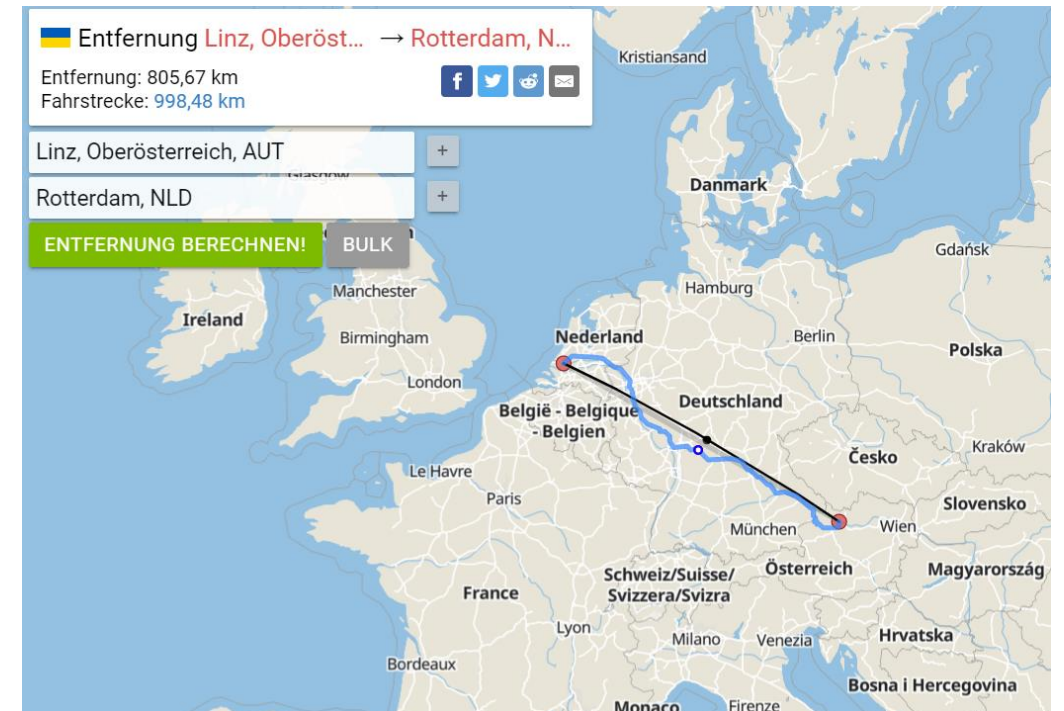 Entfernung Linz, Oberöst... → Rotterdam, N...
Entfernung: 805,67 km
Fahrstrecke: 998,48 km
f
Linz, Oberösterreich, AUT
+
Rotterdam, NLD
+
ENTFERNUNG BERECHNEN!
BULK
Kristiansand
Danmark
Gdańsk
Hamburg
Manchester
Ireland
Birmingham
Nederland
Berlin
Polska
London
België - Belgique
- Belgien
Deutschland
Kraków
Česko
Le Havre
Paris
Slovensko
München
Wien
Österreich
Magyarország
Schweiz/Suisse/
Svizzera/Svizra
France
Lyon
Milano
Venezia
Hrvatska
Bordeaux
Bosna i Hercegovina
Monaco
Firenze